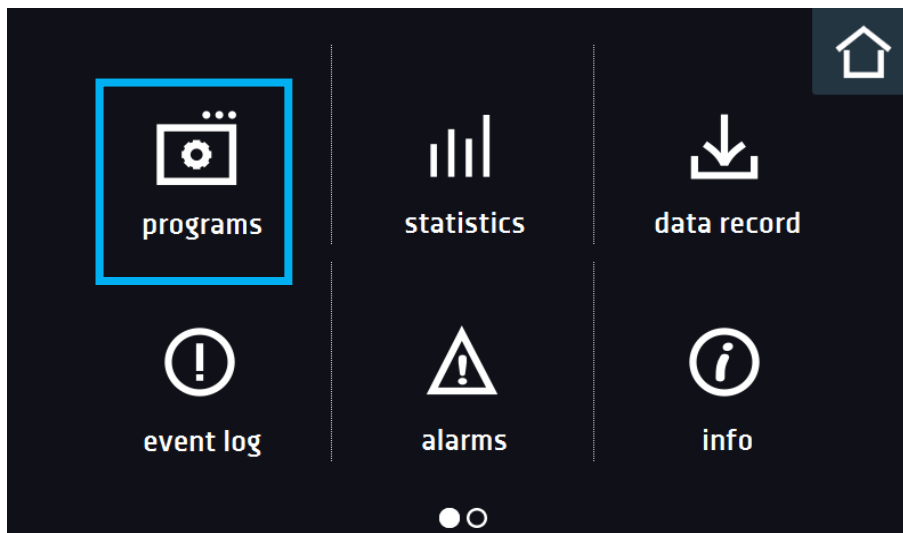 programs
statistics
data record
event log
alarms
info